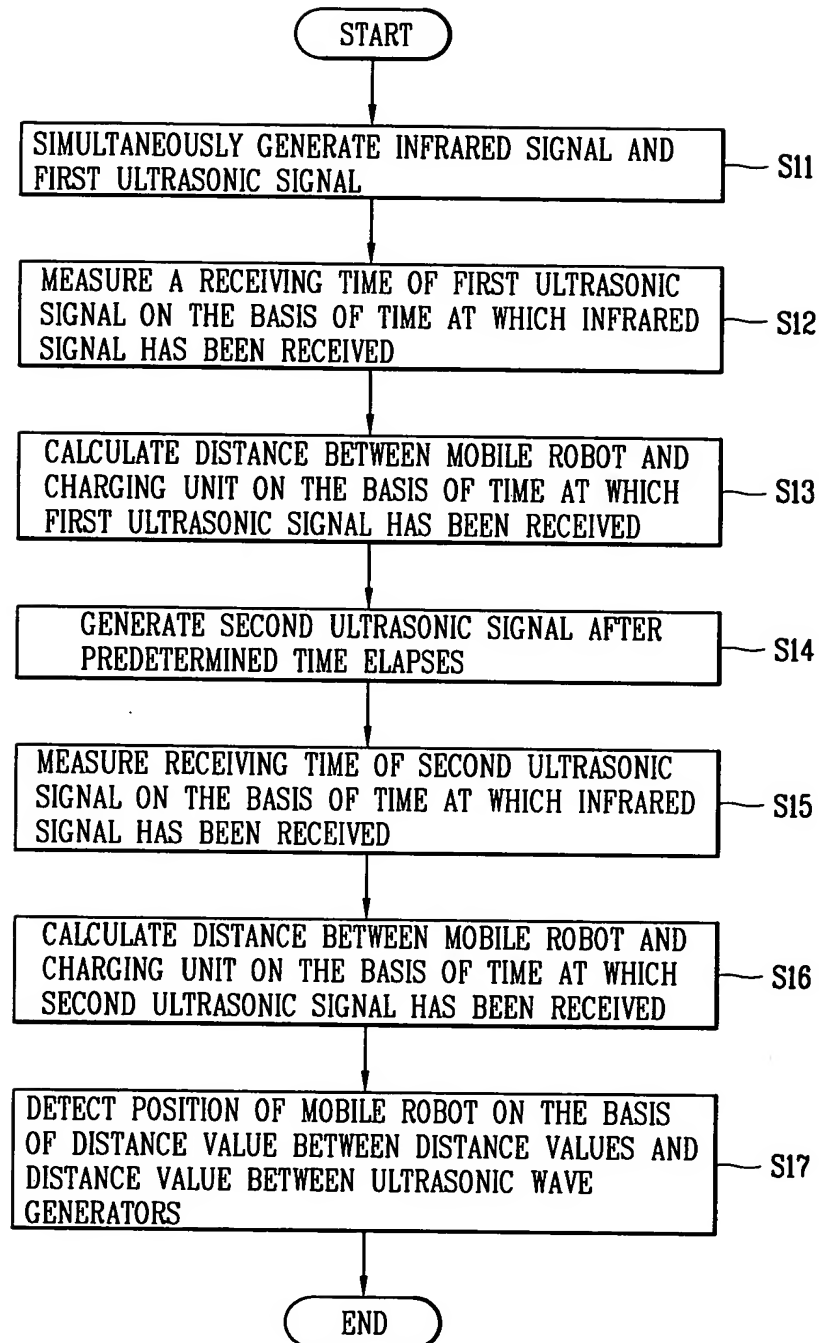 START
SIMULTANEOUSLY GENERATE INFRARED SIGNAL AND
FIRST ULTRASONIC SIGNAL
S11
MEASURE A RECEIVING TIME OF FIRST ULTRASONIC
SIGNAL ON THE BASIS OF TIME AT WHICH INFRARED
SIGNAL HAS BEEN RECEIVED
S12
CALCULATE DISTANCE BETWEEN MOBILE ROBOT AND
CHARGING UNIT ON THE BASIS OF TIME AT WHICH
FIRST ULTRASONIC SIGNAL HAS BEEN RECEIVED
S13
GENERATE SECOND ULTRASONIC SIGNAL AFTER
PREDETERMINED TIME ELAPSES
S14
MEASURE RECEIVING TIME OF SECOND ULTRASONIC
SIGNAL ON THE BASIS OF TIME AT WHICH INFRARED
SIGNAL HAS BEEN RECEIVED
S15
CALCULATE DISTANCE BETWEEN MOBILE ROBOT AND
CHARGING UNIT ON THE BASIS OF TIME AT WHICH
SECOND ULTRASONIC SIGNAL HAS BEEN RECEIVED
S16
DETECT POSITION OF MOBILE ROBOT ON THE BASIS
OF DISTANCE VALUE BETWEEN DISTANCE VALUES AND
DISTANCE VALUE BETWEEN ULTRASONIC WAVE
GENERATORS
S17
END